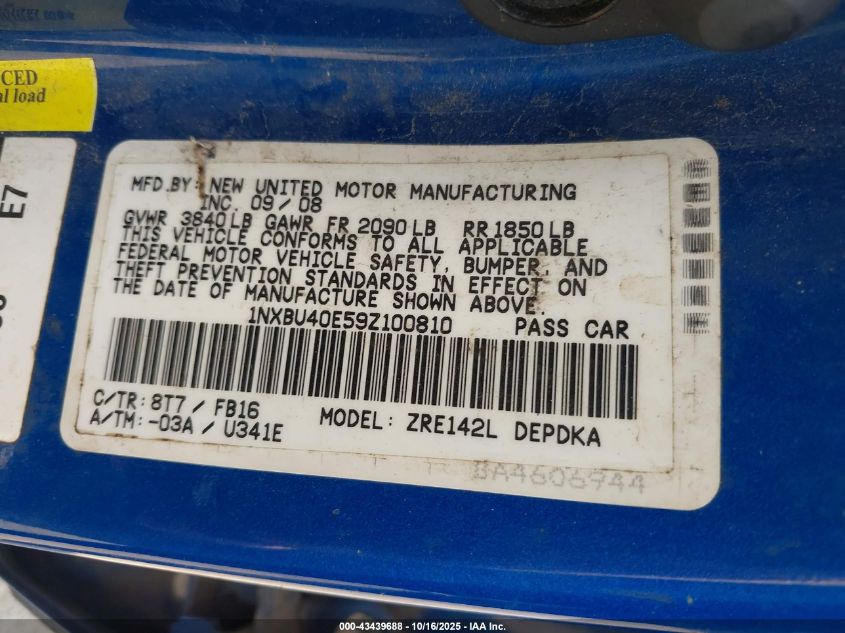 CED
al load
E7
MFD.BY: NEW UNITED MOTOR MANUFACTURING
INC. 09/08
GVWR 3840LB GAWR FR 2090LB RR1850LB
THIS VEHICLE CONFORMS TO ALL APPLICABLE
FEDERAL MOTOR VEHICLE SAFETY, BUMPER, AND
THEFT PREVENTION STANDARDS IN EFFECT ON
THE DATE OF MANUFACTURE SHOWN ABOVE.
1NXBU40E59Z100810 PASS CAR
C/TR: 8T7 / FB16
A/TM: -03A / U341E
MODEL: ZRE142L DEPDKA
BA4606944
000-43439688 - 10/16/2025 - IAA Inc.